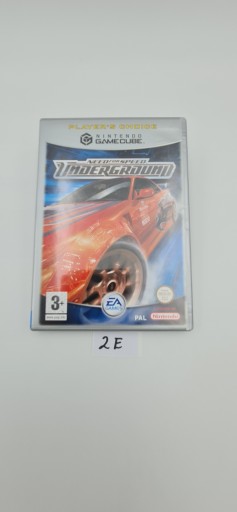 PLAYER'S CHOICE
NINTENDO
GAMECUBE
NEED FOR SPEED
UNDERGROUND
3+
EA
GAMES
PAL
Nintendo
2E